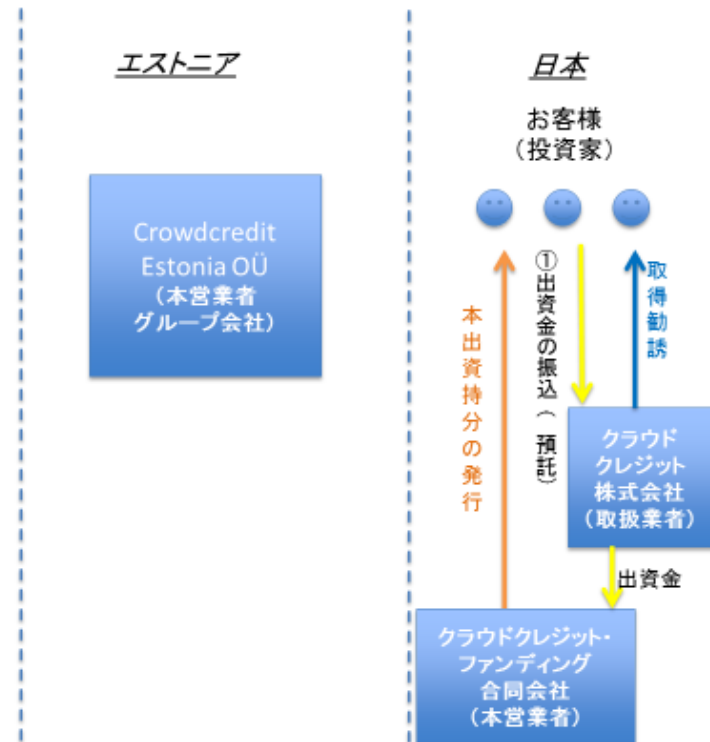 エストニア
日本
お客様
（投資家）
Crowdcredit
Estonia OÜ
（本営業者
グループ会社）
本出資持分の発行
①出資金の振込（預託）
取得勧誘
クラウド
クレジット
株式会社
（取扱業者）
出資金
クラウドクレジット・
ファンディング
合同会社
（本営業者）